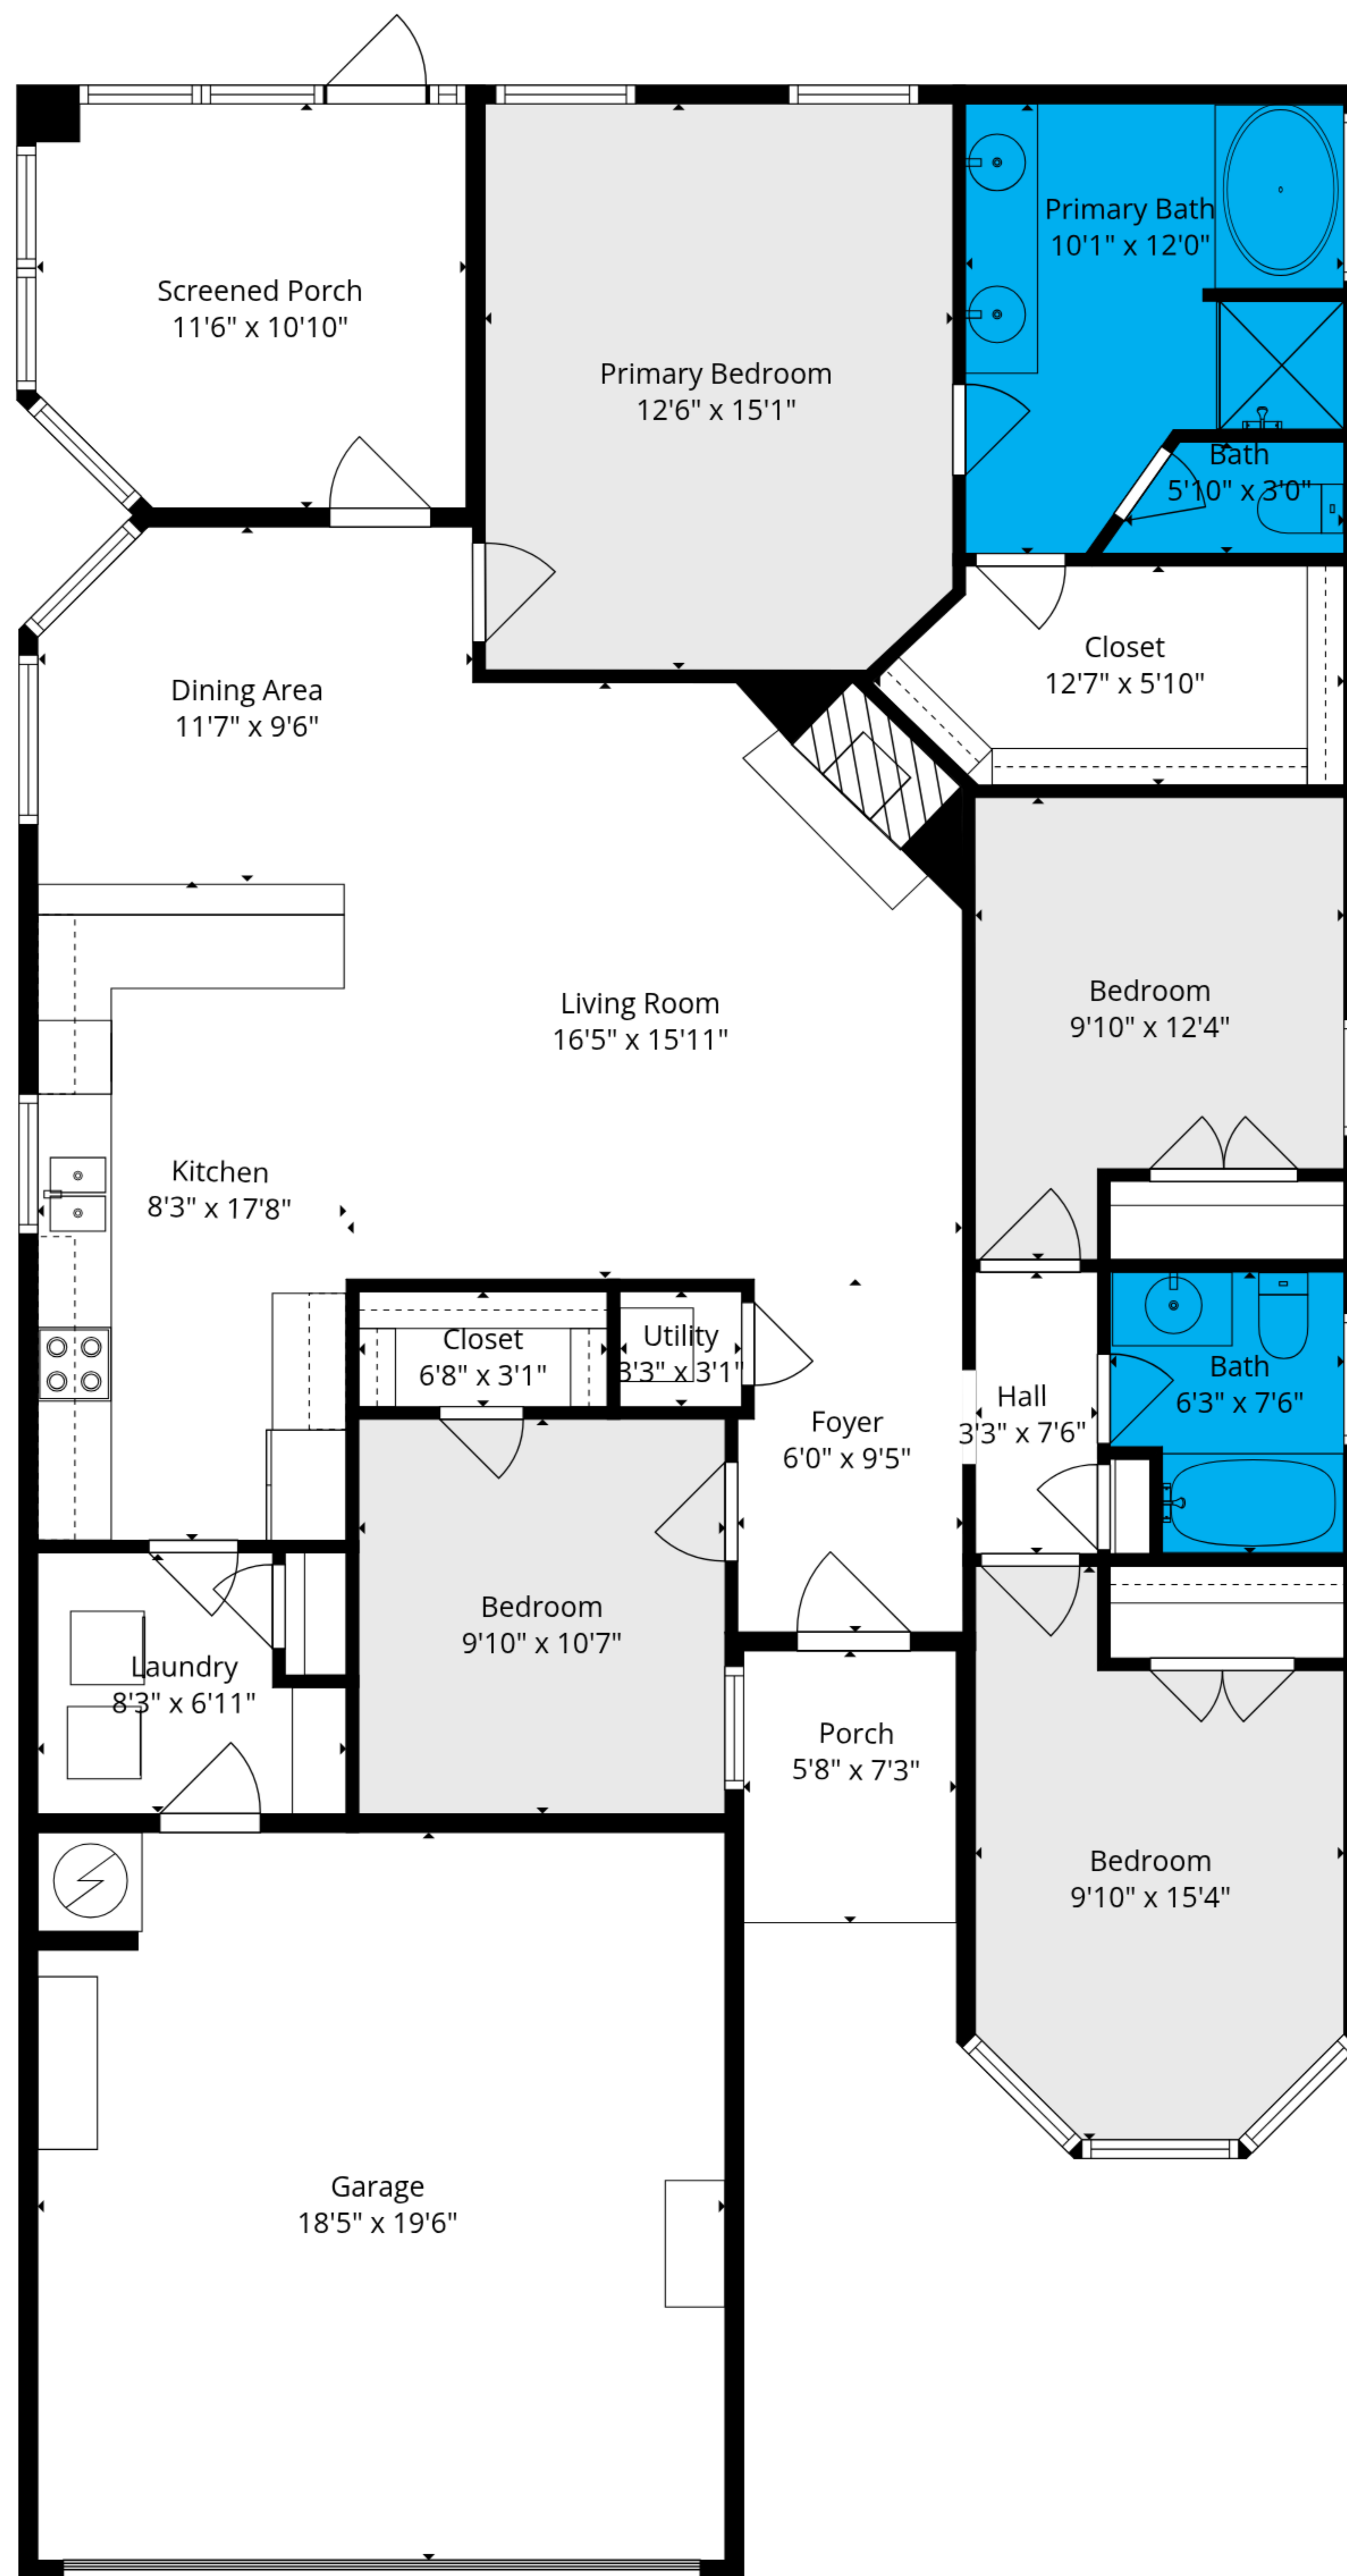 Primary Bath
10'1" x 12'0"
Screened Porch
11'6" x 10'10"
Primary Bedroom
12'6" x 15'1"
Bath
5'10" x 3'0"
Closet
12'7" x 5'10"
Dining Area
11'7" x 9'6"
Living Room
16'5" x 15'11"
Bedroom
9'10" x 12'4"
Kitchen
8'3" x 17'8"
Closet
6'8" x 3'1"
Utility
3'3" x 3'1"
Foyer
6'0" x 9'5"
Hall
3'3" x 7'6"
Bath
6'3" x 7'6"
Bedroom
9'10" x 10'7"
Laundry
8'3" x 6'11"
Porch
5'8" x 7'3"
Bedroom
9'10" x 15'4"
Garage
18'5" x 19'6"